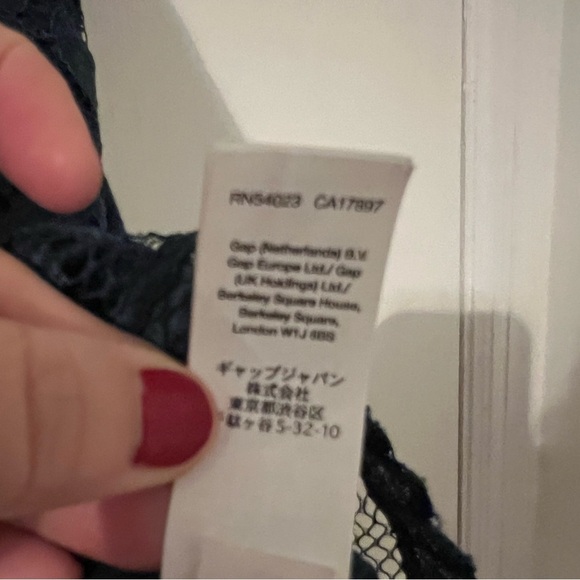 RN54023 CA17897
Gap (Netherlands) B.V.
Gap Europe Ltd./ Gap
(UK Holdings) Ltd./
Berkeley Square House,
Berkeley Square,
London W1J 6BS
ギャップジャパン
株式会社
東京都渋谷区
駄ヶ谷5-32-10